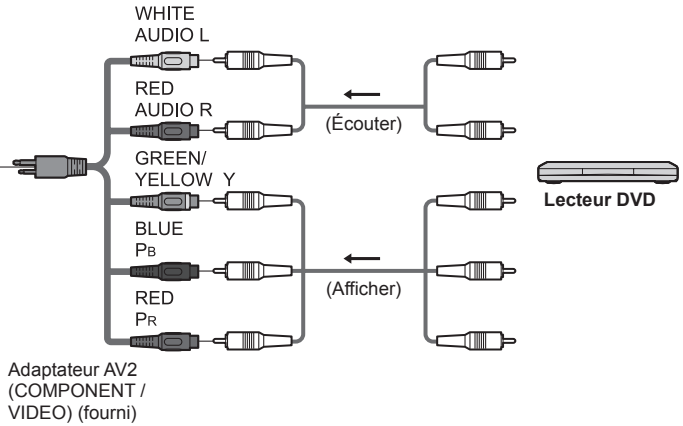 WHITE
AUDIO L
RED
AUDIO R
(Écouter)
GREEN/
YELLOW Y
Lecteur DVD
BLUE
PB
(Afficher)
RED
PR
Adaptateur AV2
(COMPONENT /
VIDEO) (fourni)